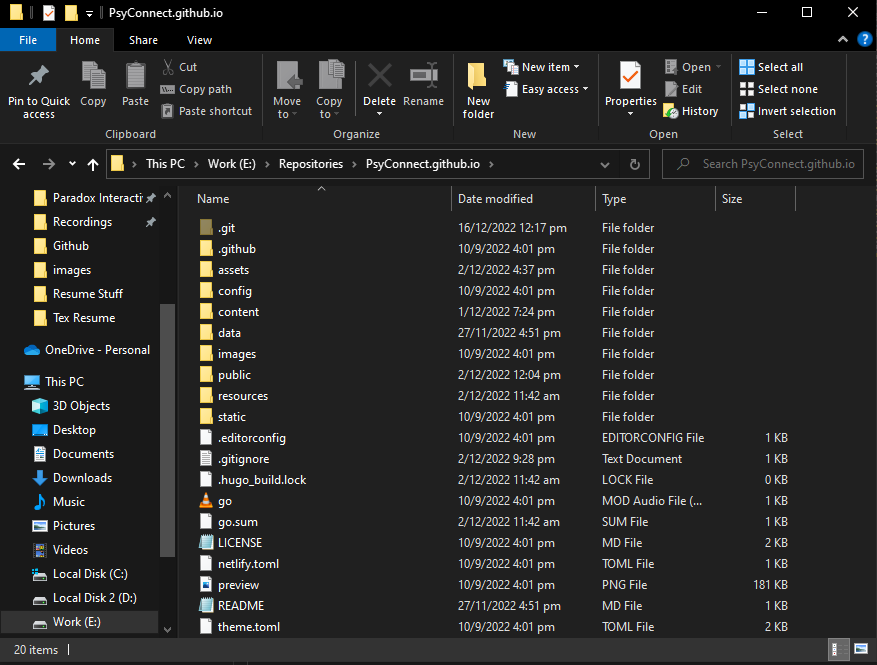 PsyConnect.github.io
File Home Share View
Pin to Quick access
Copy
Paste
Cut
Copy path
Paste shortcut
Clipboard
Move to
Copy to
Delete
Rename
Organize
New folder
New item
Easy access
New
Properties
Open
Edit
History
Open
Select all
Select none
Invert selection
Select
This PC > Work (E:) > Repositories > PsyConnect.github.io >
Search PsyConnect.github.io
Paradox Interacti
Recordings
Github
images
Resume Stuff
Tex Resume
OneDrive - Personal
This PC
3D Objects
Desktop
Documents
Downloads
Music
Pictures
Videos
Local Disk (C:)
Local Disk 2 (D:)
Work (E:)
Name Date modified Type Size
.git 16/12/2022 12:17 pm File folder
.github 10/9/2022 4:01 pm File folder
assets 2/12/2022 4:37 pm File folder
config 10/9/2022 4:01 pm File folder
content 1/12/2022 7:24 pm File folder
data 27/11/2022 4:51 pm File folder
images 10/9/2022 4:01 pm File folder
public 2/12/2022 12:04 pm File folder
resources 2/12/2022 11:42 am File folder
static 10/9/2022 4:01 pm File folder
.editorconfig 10/9/2022 4:01 pm EDITORCONFIG File 1 KB
.gitignore 2/12/2022 9:28 pm Text Document 1 KB
.hugo_build.lock 2/12/2022 11:42 am LOCK File 0 KB
go 10/9/2022 4:01 pm MOD Audio File (... 1 KB
go.sum 2/12/2022 11:42 am SUM File 1 KB
LICENSE 10/9/2022 4:01 pm MD File 2 KB
netlify.toml 10/9/2022 4:01 pm TOML File 1 KB
preview 10/9/2022 4:01 pm PNG File 181 KB
README 27/11/2022 4:51 pm MD File 1 KB
theme.toml 10/9/2022 4:01 pm TOML File 2 KB
20 items